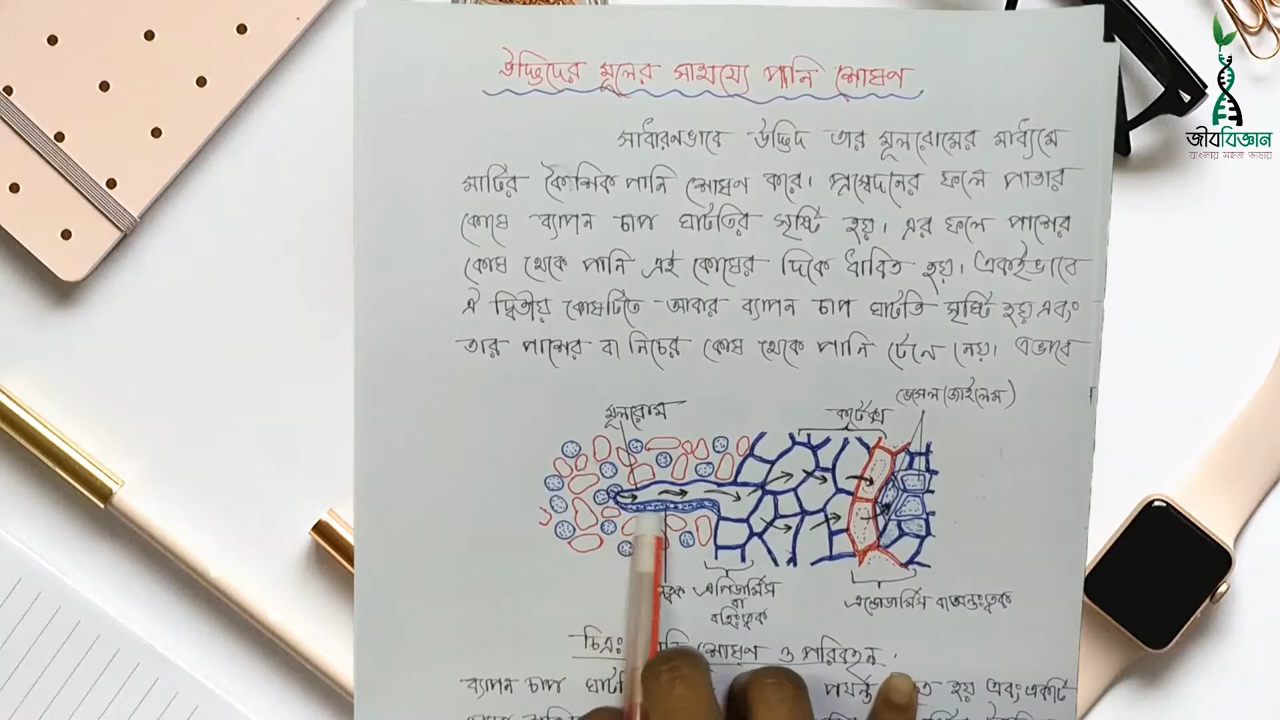 উদ্ভিদের মূলের সাহায্যে পানি শোষণ
জীববিজ্ঞান
বাংলায় সহজ ভাষায়
সাধারনভাবে উদ্ভিদ তার মূলরোমের মাধ্যমে
মাটির কৈশিক পানি শোষণ করে। প্রস্বেদনের ফলে পাতার
কোষে ব্যাপন চাপ ঘাটতির সৃষ্টি হয়। এর ফলে পাশের
কোষ থেকে পানি এই কোষের দিকে ধাবিত হয়। একইভাবে
ঐ দ্বিতীয় কোষটিতে আবার ব্যাপন চাপ ঘাটতি সৃষ্টি হয় এবং
তার পাশের বা নিচের কোষ থেকে পানি টেনে নেয়। এভাবে
ভেসেল (জাইলেম)
মূলরোম
কর্টেক্স
এপিডার্মিস
বা
বহিঃত্বক
এন্ডোডার্মিস বা অন্তঃত্বক
চিত্রঃ শোষণ ও পরিবহন
ব্যাপন চাপ পর্যন্ত হয় এবং একটি